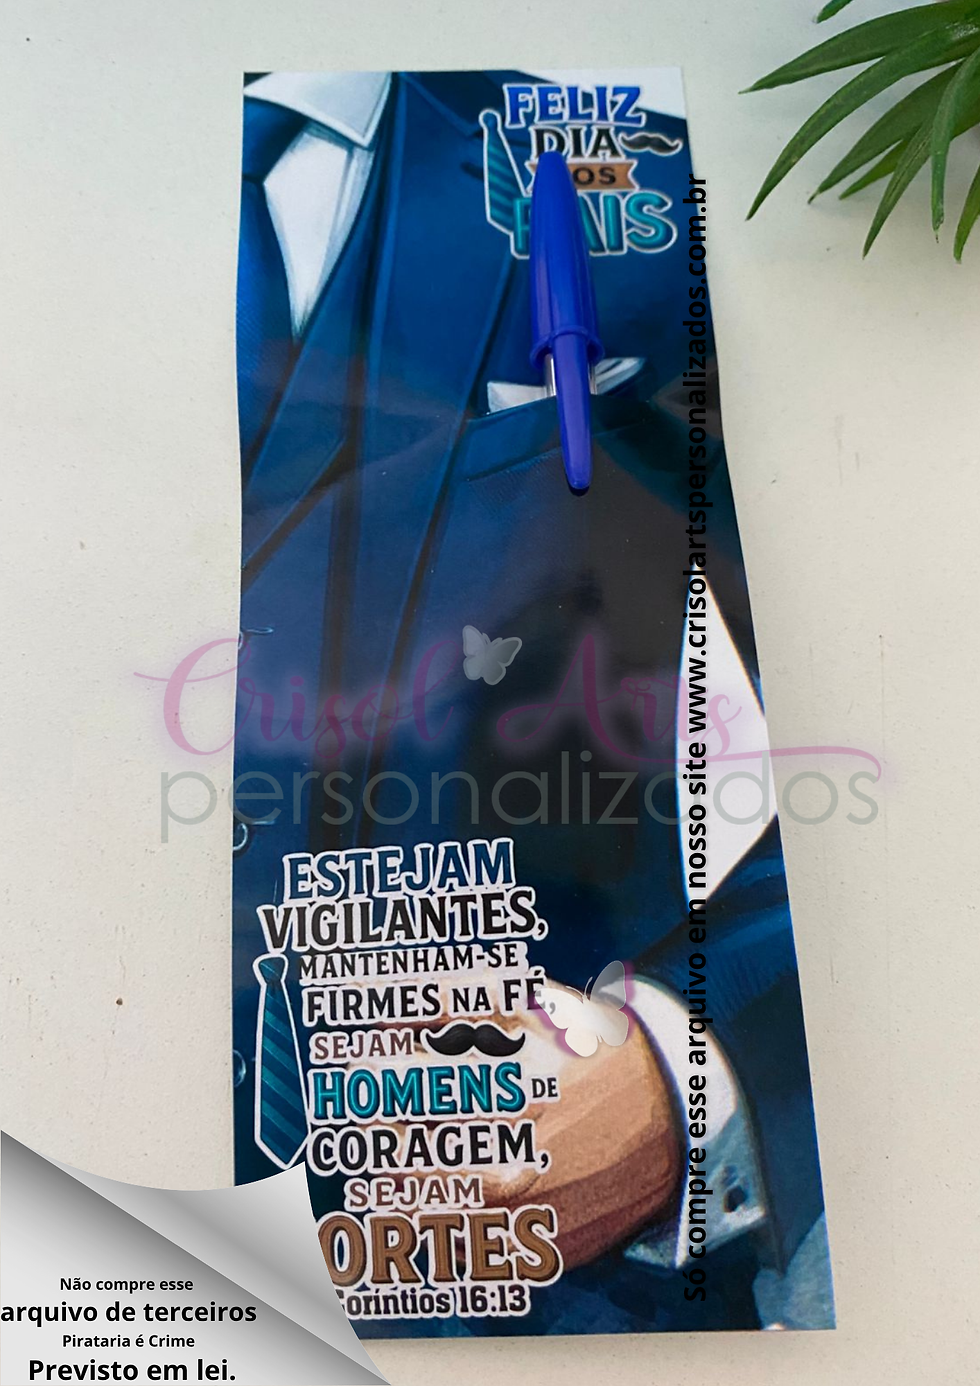 FELIZ
DIA
DOS
PAIS
Só compre esse arquivo em nosso site www.crisolartspersonalizados.com.br
Crisol Arts
personalizados
ESTEJAM
VIGILANTES,
MANTENHAM-SE
FIRMES NA FÉ,
SEJAM
HOMENS DE
CORAGEM,
SEJAM
ORTES
Coríntios 16:13
Não compre esse
arquivo de terceiros
Pirataria é Crime
Previsto em lei.